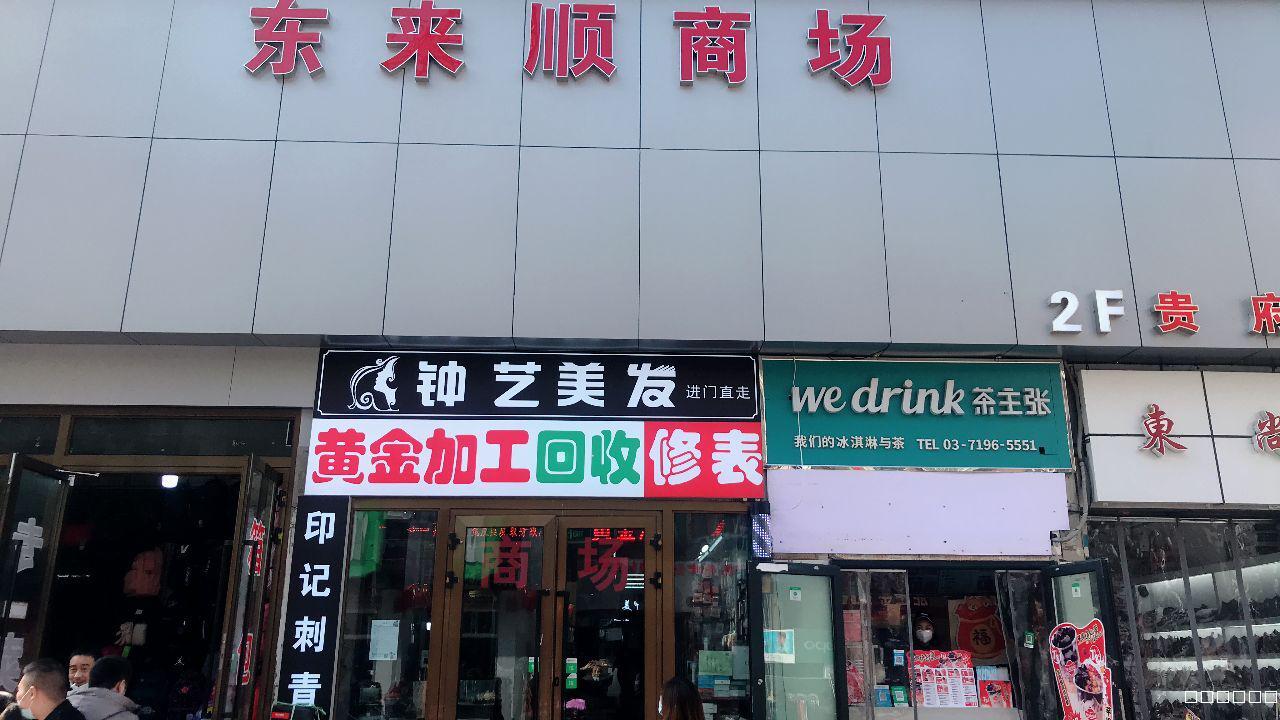 东来顺商场
2F 贵府
钟艺美发 进门直走
黄金加工回收 修表
we drink 茶主张
我们的冰淇淋与茶 TEL 03-7196-5551
東
印记刺青
商场
福